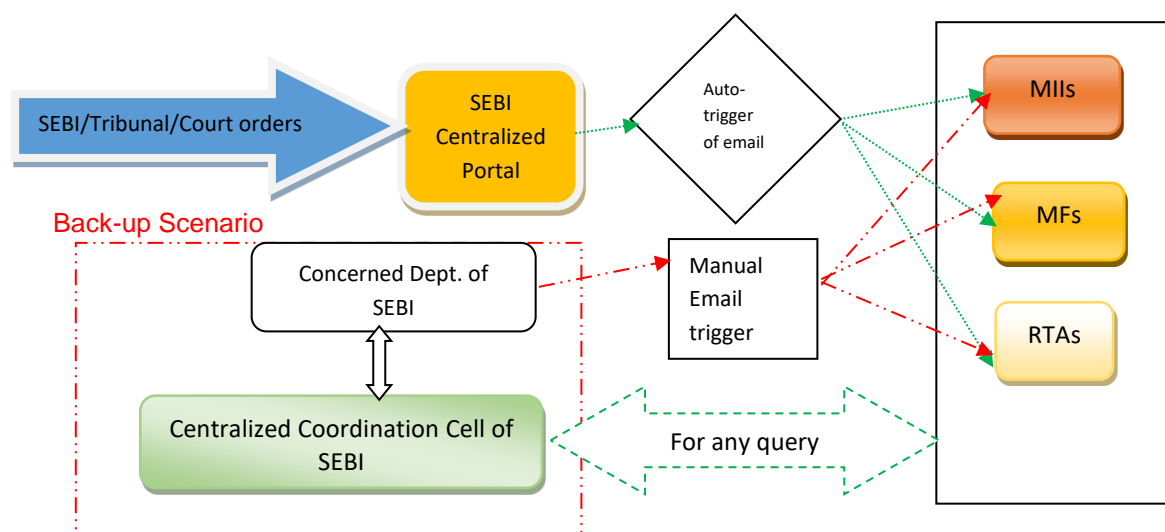 SEBI/Tribunal/Court orders
SEBI
Centralized
Portal
Auto-
trigger
of email
MIIs
MFs
RTAs
Back-up Scenario
Concerned Dept. of
SEBI
Manual
Email
trigger
Centralized Coordination Cell of
SEBI
For any query